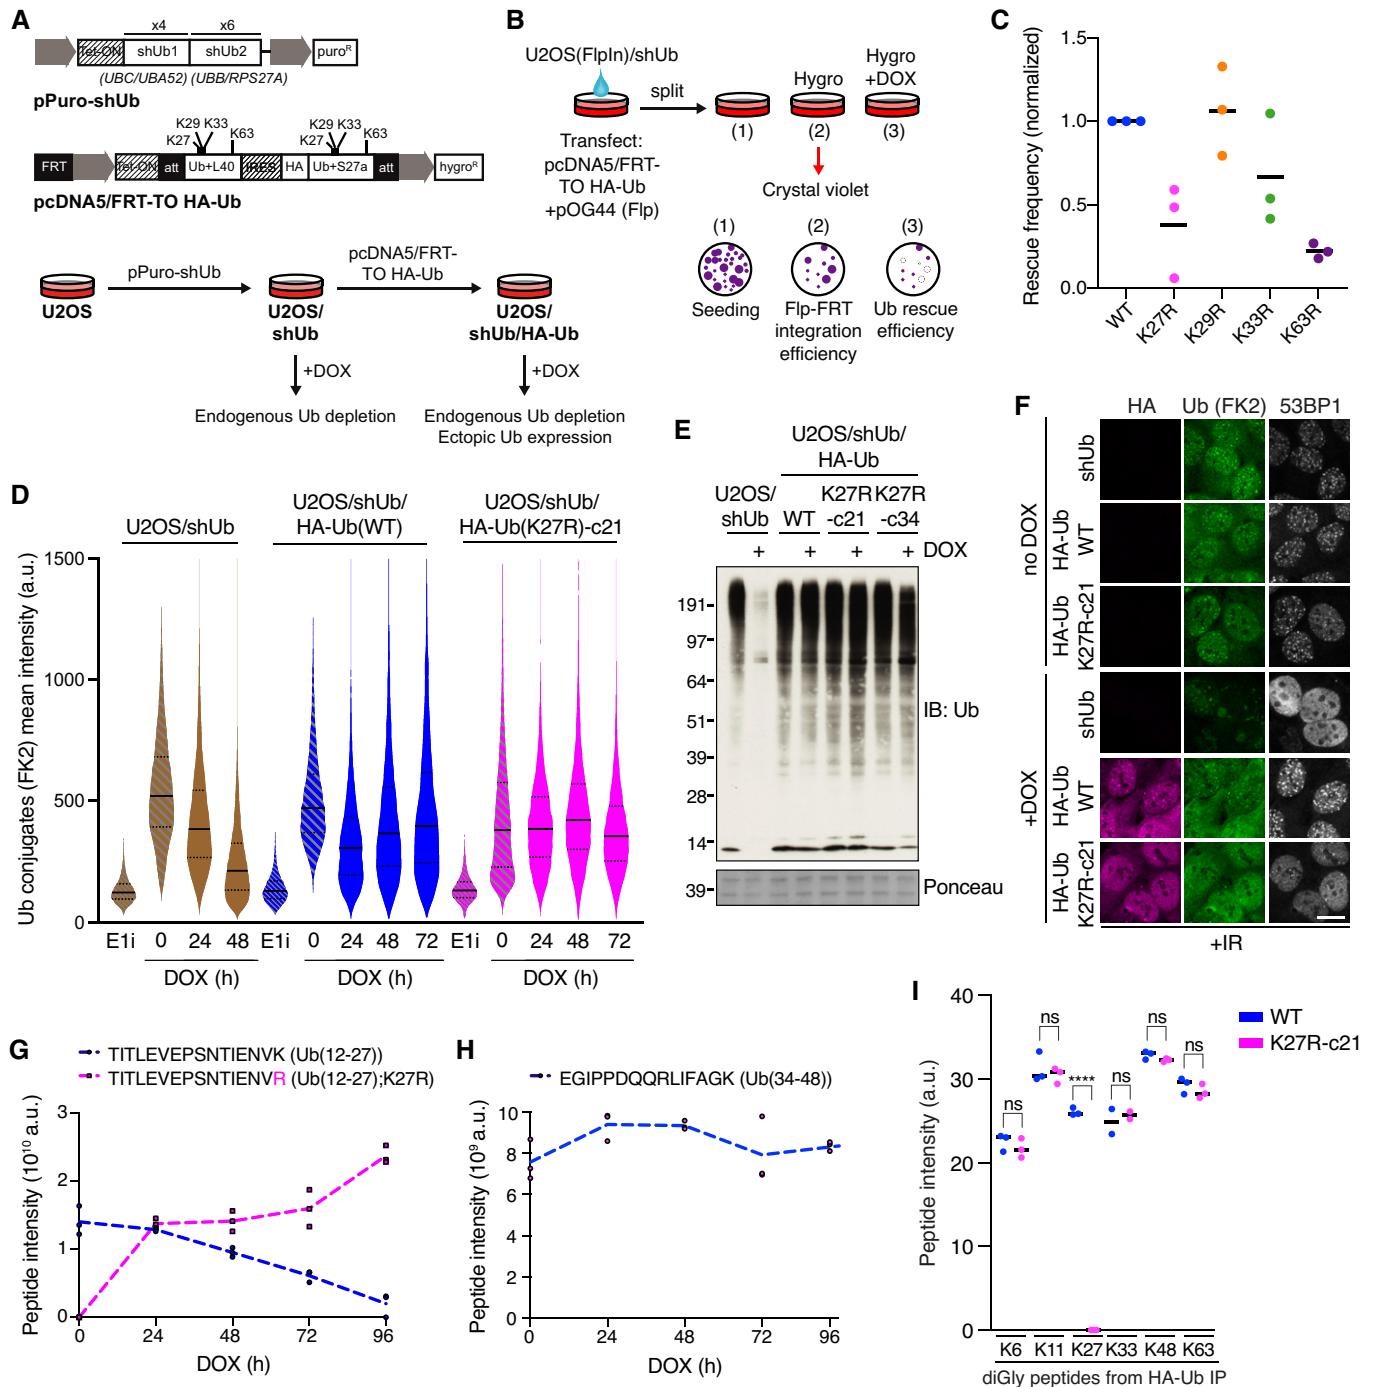 A
x4 x6
Tet-ON shUb1 shUb2 puroR
(UBC/UBA52) (UBB/RPS27A)
pPuro-shUb
K29 K33 K29 K33
K27 K63 K27 K63
FRT Tet-ON att Ub+L40 IRES HA Ub+S27a att hygroR
pcDNA5/FRT-TO HA-Ub
pPuro-shUb
pcDNA5/FRT-
TO HA-Ub
U2OS
U2OS/
shUb
U2OS/
shUb/HA-Ub
+DOX +DOX
Endogenous Ub depletion
Endogenous Ub depletion
Ectopic Ub expression
B
U2OS(FlpIn)/shUb
split
Hygro
Hygro
+DOX
(1) (2) (3)
Transfect:
pcDNA5/FRT-
TO HA-Ub
+pOG44 (Flp)
Crystal violet
(1) (2) (3)
Seeding
Flp-FRT
integration
efficiency
Ub rescue
efficiency
C
Rescue frequency (normalized)
1.5
1.0
0.5
0.0
WT K27R K29R K33R K63R
D
U2OS/shUb
U2OS/shUb/
HA-Ub(WT)
U2OS/shUb/
HA-Ub(K27R)-c21
Ub conjugates (FK2) mean intensity (a.u.)
1500
1000
500
0
E1i 0 24 48 E1i 0 24 48 72 E1i 0 24 48 72
DOX (h) DOX (h) DOX (h)
E
U2OS/shUb/
HA-Ub
U2OS/
shUb
WT
K27R
-c21
K27R
-c34
+ + + + DOX
191
97
64
51
39
28
14
IB: Ub
39
Ponceau
F
HA Ub (FK2) 53BP1
no DOX
shUb
HA-Ub
WT
HA-Ub
K27R-c21
+DOX
shUb
HA-Ub
WT
HA-Ub
K27R-c21
+IR
G
TITLEVEPSNTIENVK (Ub(12-27))
TITLEVEPSNTIENVR (Ub(12-27);K27R)
Peptide intensity (10¹⁰ a.u.)
3
2
1
0
0 24 48 72 96
DOX (h)
H
EGIPPDQQRLIFAGK (Ub(34-48))
Peptide intensity (10⁹ a.u.)
10
8
6
4
2
0
0 24 48 72 96
DOX (h)
I
WT
K27R-c21
Peptide intensity (a.u.)
40
30
20
10
0
ns ns **** ns ns ns
K6 K11 K27 K33 K48 K63
diGly peptides from HA-Ub IP